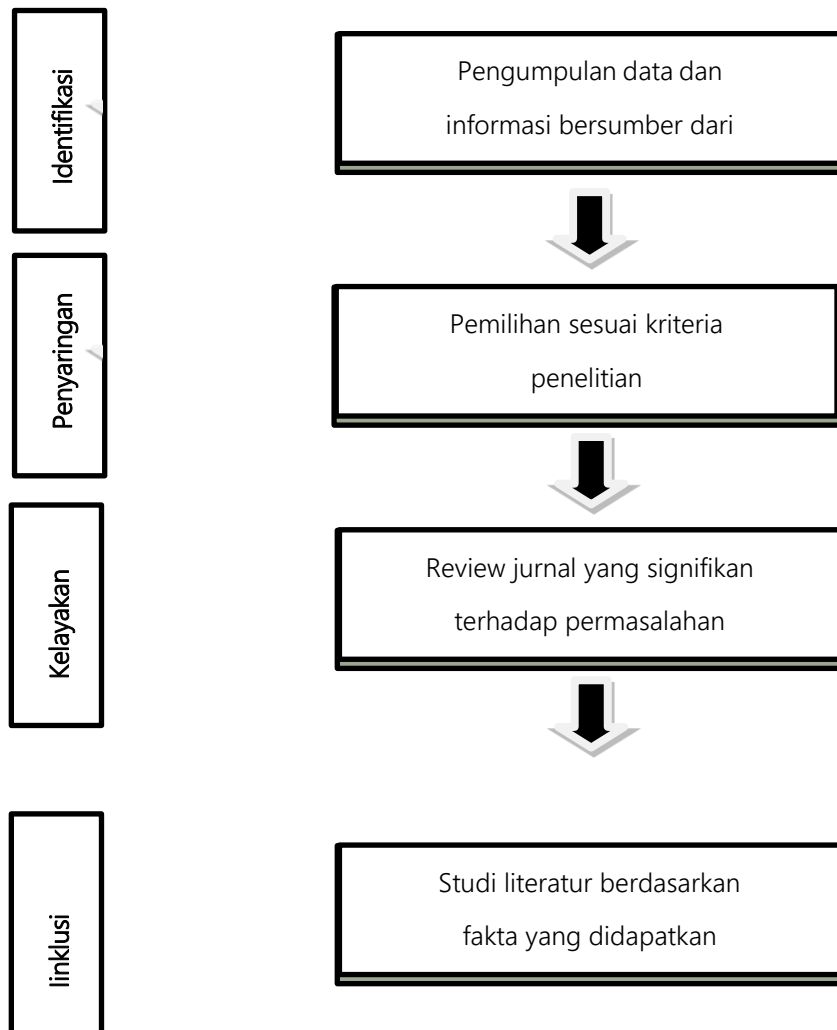 Identifikasi
Pengumpulan data dan
informasi bersumber dari
Penyaringan
Pemilihan sesuai kriteria
penelitian
Kelayakan
Review jurnal yang signifikan
terhadap permasalahan
Iinklusi
Studi literatur berdasarkan
fakta yang didapatkan